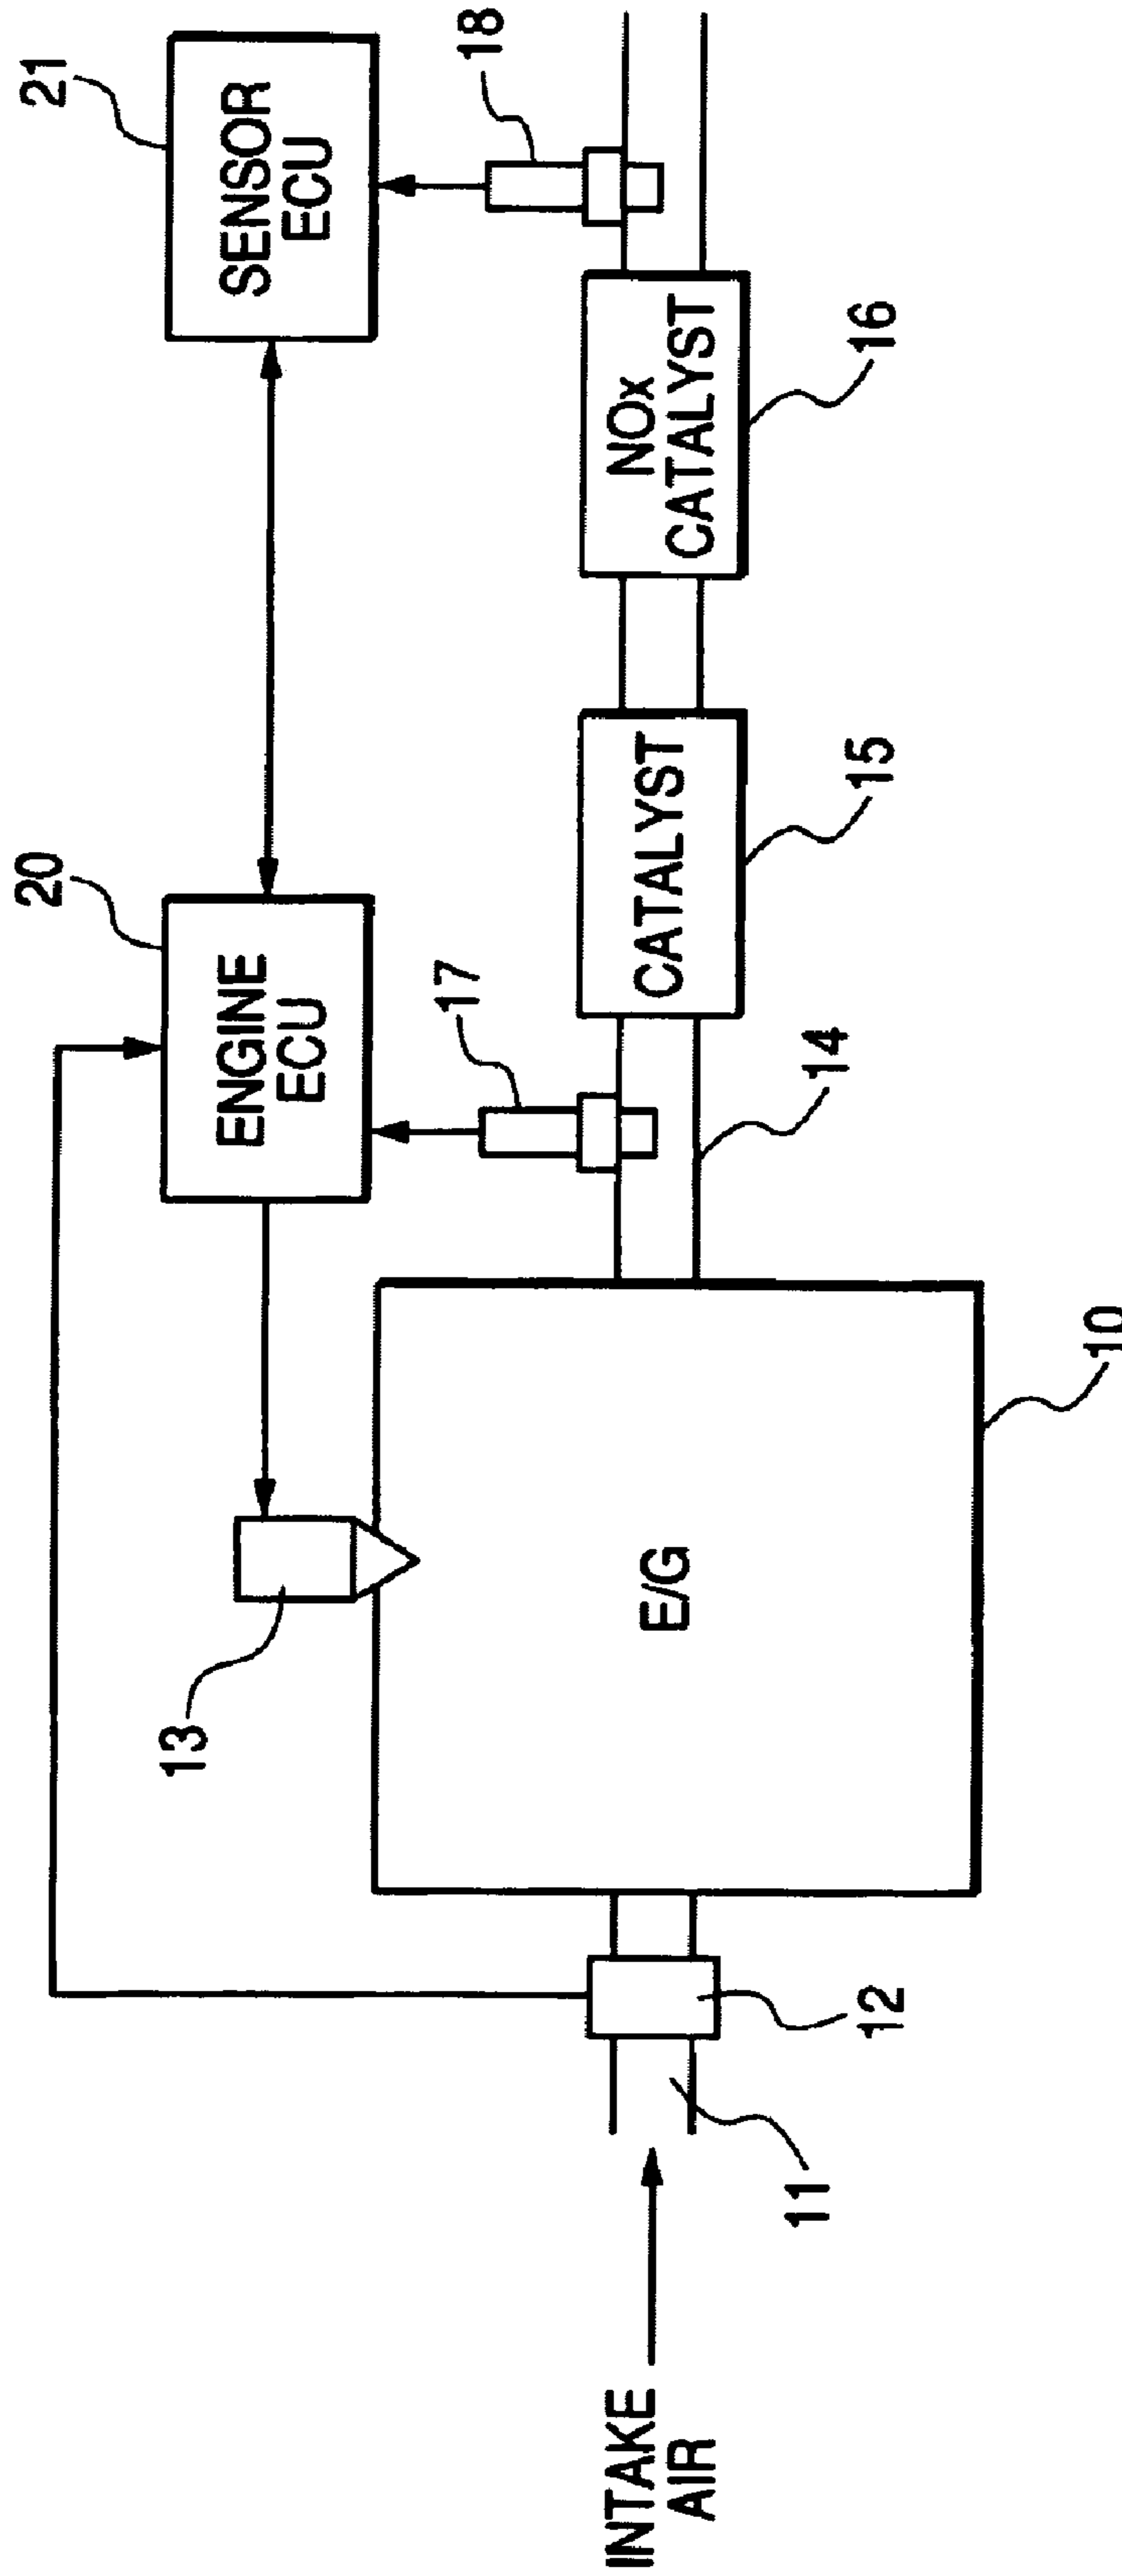 21
SENSOR
ECU
18
20
ENGINE
ECU
17
NOx
CATALYST
16
CATALYST
15
14
13
E/G
10
12
11
INTAKE
AIR